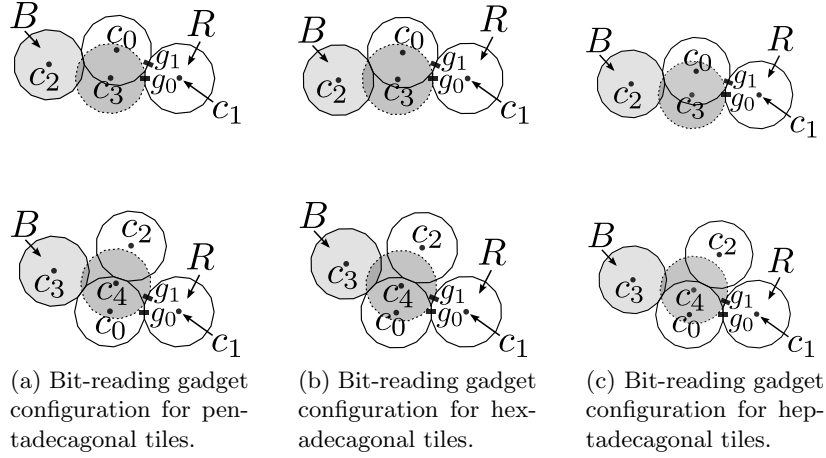 B c0 R
c2 c3 g1 g0 c1
B c0 R
c2 c3 g1 g0 c1
B c0 R
c2 c3 g1 g0 c1
B c2 R
c3 c4 g1 g0
c0 c1
B c2 R
c3 c4 g1 g0
c0 c1
B c2 R
c3 c4 g1 g0
c0 c1
(a) Bit-reading gadget
configuration for pen-
tadecagonal tiles.
(b) Bit-reading gadget
configuration for hex-
adecagonal tiles.
(c) Bit-reading gadget
configuration for hep-
tadecagonal tiles.